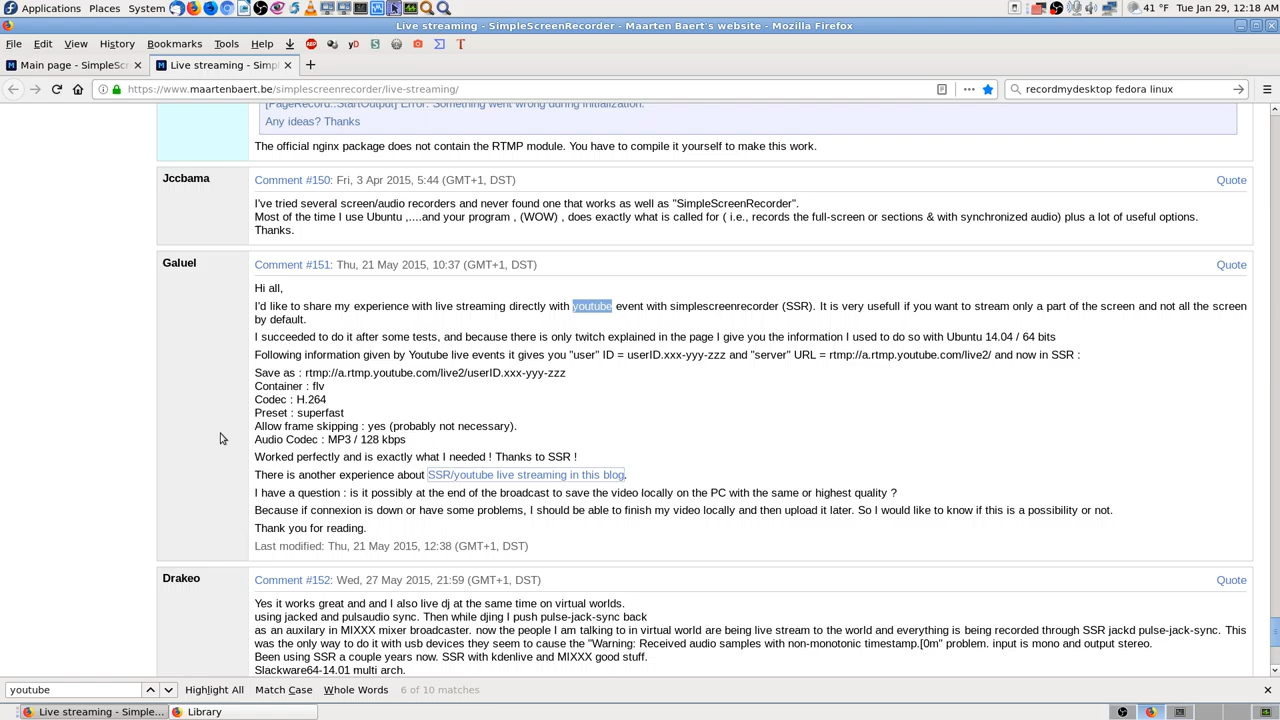 Applications Places System 41 °F Tue Jan 29, 12:18 AM
Live streaming - SimpleScreenRecorder - Maarten Baert's website - Mozilla Firefox
File Edit View History Bookmarks Tools Help
Main page - SimpleSc Live streaming - Simpl
https://www.maartenbaert.be/simplescreenrecorder/live-streaming/ recordmydesktop fedora linux
[PageRecord::StartOutput] Error: Something went wrong during initialization.
Any ideas? Thanks
The official nginx package does not contain the RTMP module. You have to compile it yourself to make this work.
Jccbama Comment #150: Fri, 3 Apr 2015, 5:44 (GMT+1, DST) Quote
I've tried several screen/audio recorders and never found one that works as well as "SimpleScreenRecorder".
Most of the time I use Ubuntu ,....and your program , (WOW) , does exactly what is called for ( i.e., records the full-screen or sections & with synchronized audio) plus a lot of useful options.
Thanks.
Galuel Comment #151: Thu, 21 May 2015, 10:37 (GMT+1, DST) Quote
Hi all,
I'd like to share my experience with live streaming directly with youtube event with simplescreenrecorder (SSR). It is very usefull if you want to stream only a part of the screen and not all the screen
by default.
I succeeded to do it after some tests, and because there is only twitch explained in the page I give you the information I used to do so with Ubuntu 14.04 / 64 bits
Following information given by Youtube live events it gives you "user" ID = userID.xxx-yyy-zzz and "server" URL = rtmp://a.rtmp.youtube.com/live2/ and now in SSR :
Save as : rtmp://a.rtmp.youtube.com/live2/userID.xxx-yyy-zzz
Container : flv
Codec : H.264
Preset : superfast
Allow frame skipping : yes (probably not necessary).
Audio Codec : MP3 / 128 kbps
Worked perfectly and is exactly what I needed ! Thanks to SSR !
There is another experience about SSR/youtube live streaming in this blog.
I have a question : is it possibly at the end of the broadcast to save the video locally on the PC with the same or highest quality ?
Because if connexion is down or have some problems, I should be able to finish my video locally and then upload it later. So I would like to know if this is a possibility or not.
Thank you for reading.
Last modified: Thu, 21 May 2015, 12:38 (GMT+1, DST)
Drakeo Comment #152: Wed, 27 May 2015, 21:59 (GMT+1, DST) Quote
Yes it works great and and I also live dj at the same time on virtual worlds.
using jacked and pulsaudio sync. Then while djing I push pulse-jack-sync back
as an auxilary in MIXXX mixer broadcaster. now the people I am talking to in virtual world are being live stream to the world and everything is being recorded through SSR jackd pulse-jack-sync. This
was the only way to do it with usb devices they seem to cause the "Warning: Received audio samples with non-monotonic timestamp.[0m" problem. input is mono and output stereo.
Been using SSR a couple years now. SSR with kdenlive and MIXXX good stuff.
Slackware64-14.01 multi arch.
youtube Highlight All Match Case Whole Words 6 of 10 matches
Live streaming - Simple... Library